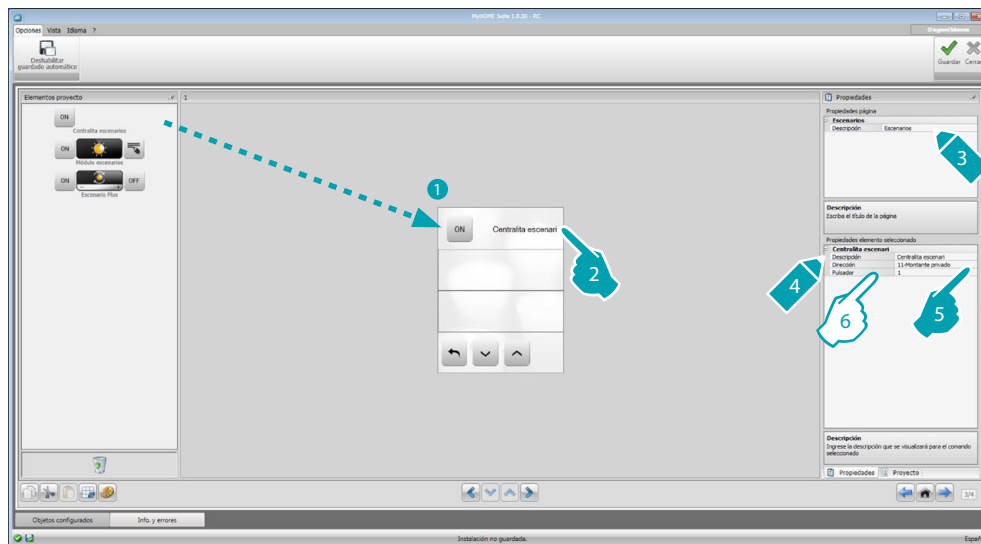 MyHOME Suite 1.0.30 - RC
Opciones Vista Idioma ?
Deshabilitar
guardado automático
Guardar Cerrar
Elementos proyecto
1
ON
Centralita escenarios
ON
Módulo escenarios
ON OFF
Escenario Plus
1
ON Centralita escenari
2
Propiedades
Propiedades página
Escenarios
Descripción Escenarios
3
Descripción
Escriba el título de la página
Propiedades elemento seleccionado
Centralita escenari
Descripción Centralita escenari
Dirección 11-Montante privado
Pulsador 1
4
5
6
Descripción
Ingrese la descripción que se visualizará para el comando
seleccionado
Propiedades Proyecto
3/4
Objetos configurados Info. y errores
Instalación no guardada.
Españ